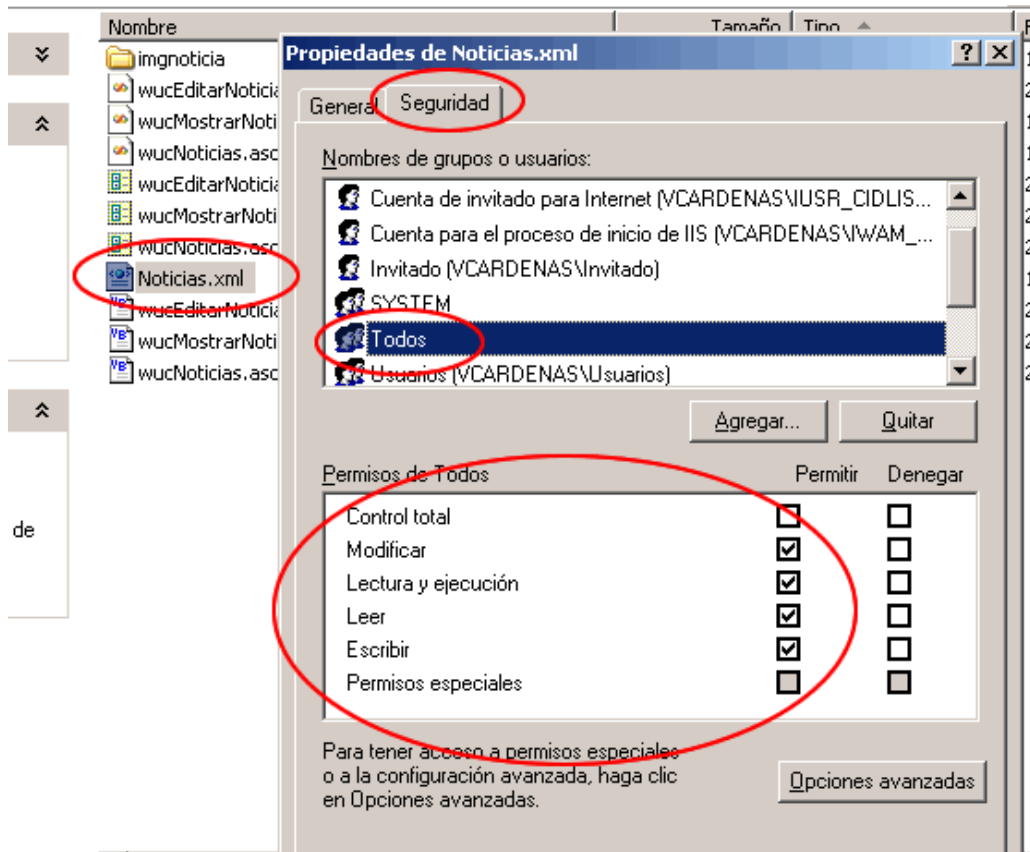 Nombre Tamaño Tipo
imgnoticia
wucEditarNoticia
wucMostrarNoti
wucNoticias.asc
wucEditarNoticia
wucMostrarNoti
wucNoticias.asc
Noticias.xml
wucEditarNoticia
wucMostrarNoti
wucNoticias.asc
de
Propiedades de Noticias.xml
General Seguridad
Nombres de grupos o usuarios:
Cuenta de invitado para Internet (VCARDENAS\IUSR_CIDLIS...
Cuenta para el proceso de inicio de IIS (VCARDENAS\IWAM_...
Invitado (VCARDENAS\Invitado)
SYSTEM
Todos
Usuarios (VCARDENAS\Usuarios)
Agregar... Quitar
Permisos de Todos Permitir Denegar
Control total
Modificar
Lectura y ejecución
Leer
Escribir
Permisos especiales
Para tener acceso a permisos especiales
o a la configuración avanzada, haga clic
en Opciones avanzadas.
Opciones avanzadas